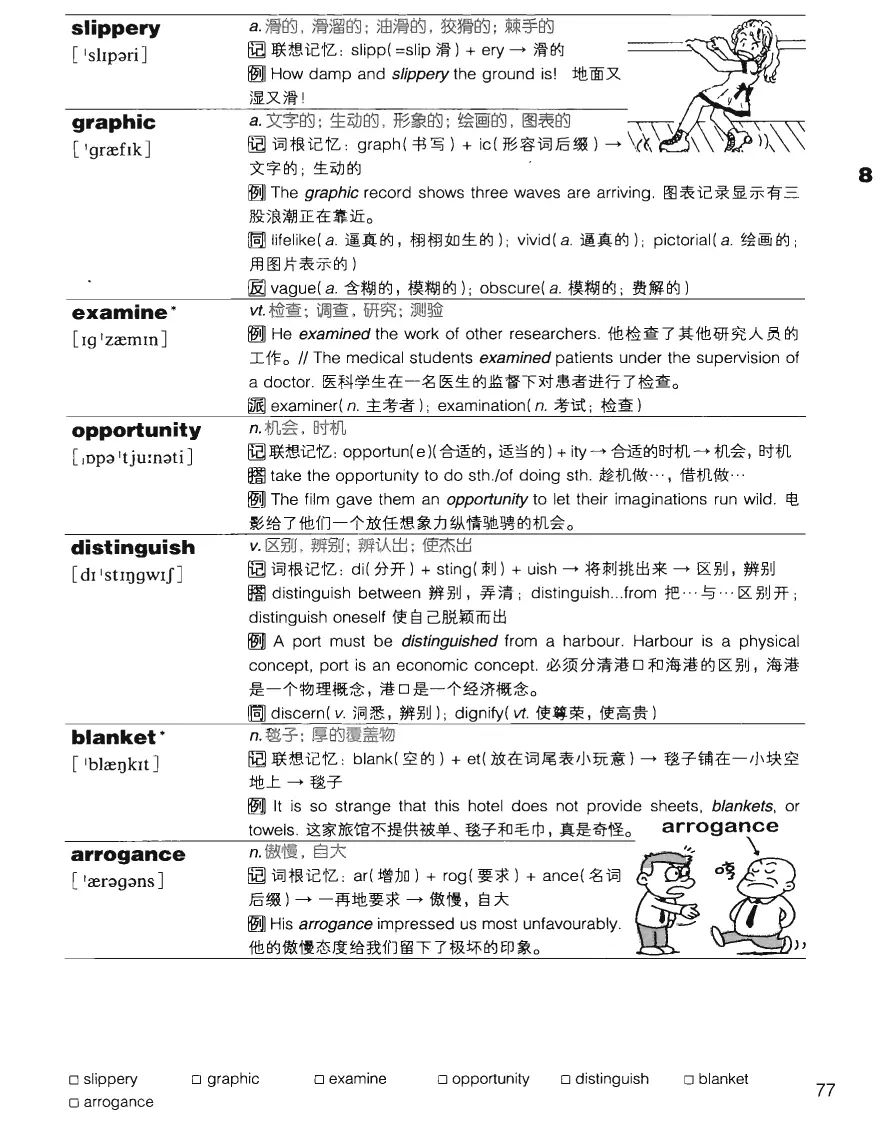 slippery
[ ˈslɪpəri ]
a. 滑的, 滑溜的; 油滑的, 狡猾的; 棘手的
记 联想记忆: slipp( =slip 滑 ) + ery → 滑的
例 How damp and slippery the ground is! 地面又
湿又滑!
graphic
[ ˈgræfɪk ]
a. 文字的; 生动的, 形象的; 绘画的, 图表的
记 词根记忆: graph( 书写 ) + ic( 形容词后缀 ) →
文字的; 生动的
例 The graphic record shows three waves are arriving. 图表记录显示有三
股浪潮正在靠近。
同 lifelike( a. 逼真的, 栩栩如生的 ); vivid( a. 逼真的 ); pictorial( a. 绘画的;
用图片表示的 )
反 vague( a. 含糊的, 模糊的 ); obscure( a. 模糊的; 费解的 )
8
examine*
[ ɪgˈzæmɪn ]
vt. 检查; 调查, 研究; 测验
例 He examined the work of other researchers. 他检查了其他研究人员的
工作。// The medical students examined patients under the supervision of
a doctor. 医科学生在一名医生的监督下对患者进行了检查。
派 examiner( n. 主考者 ); examination( n. 考试; 检查 )
opportunity
[ ˌɒpəˈtjuːnəti ]
n. 机会, 时机
记 联想记忆: opportun( e )( 合适的, 适当的 ) + ity → 合适的时机 → 机会, 时机
搭 take the opportunity to do sth./of doing sth. 趁机做…, 借机做…
例 The film gave them an opportunity to let their imaginations run wild. 电
影给了他们一个放任想象力纵情驰骋的机会。
distinguish
[ dɪˈstɪŋgwɪʃ ]
v. 区别, 辨别; 辨认出; 使杰出
记 词根记忆: di( 分开 ) + sting( 刺 ) + uish → 将刺挑出来 → 区别, 辨别
搭 distinguish between 辨别, 弄清; distinguish...from 把…与…区别开;
distinguish oneself 使自己脱颖而出
例 A port must be distinguished from a harbour. Harbour is a physical
concept, port is an economic concept. 必须分清港口和海港的区别, 海港
是一个物理概念, 港口是一个经济概念。
同 discern( v. 洞悉, 辨别 ); dignify( vt. 使尊荣, 使高贵 )
blanket*
[ ˈblæŋkɪt ]
n. 毯子; 厚的覆盖物
记 联想记忆: blank( 空的 ) + et( 放在词尾表小玩意 ) → 毯子铺在一小块空
地上 → 毯子
例 It is so strange that this hotel does not provide sheets, blankets, or
towels. 这家旅馆不提供被单、毯子和毛巾, 真是奇怪。
arrogance
arrogance
[ ˈærəgəns ]
n. 傲慢, 自大
记 词根记忆: ar( 增加 ) + rog( 要求 ) + ance( 名词
后缀 ) → 一再地要求 → 傲慢, 自大
例 His arrogance impressed us most unfavourably.
他的傲慢态度给我们留下了极坏的印象。
哼
□ slippery □ graphic □ examine □ opportunity □ distinguish □ blanket
□ arrogance
77